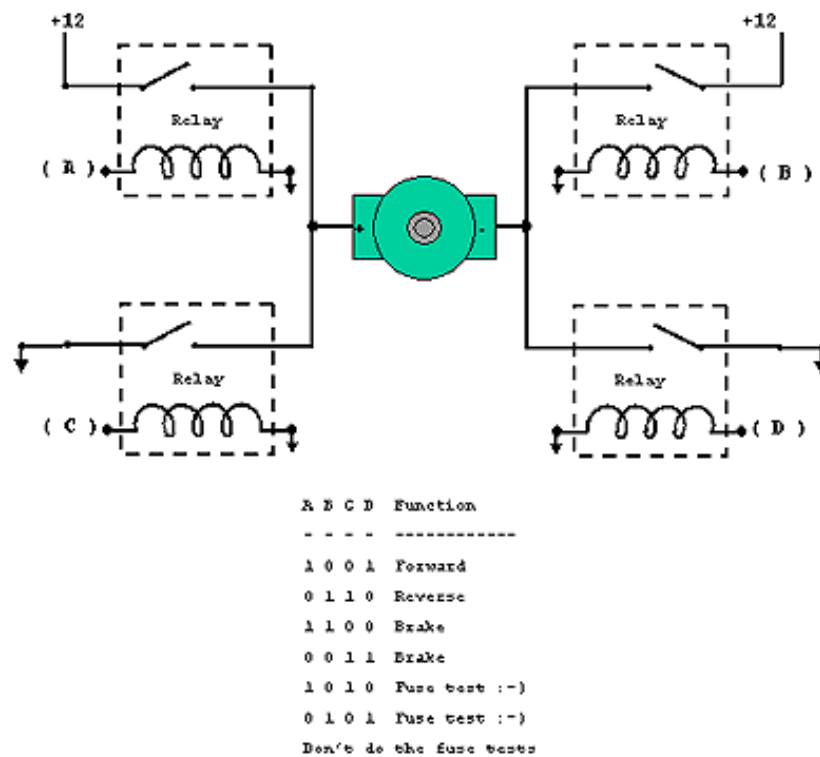 +12
+12
Relay
Relay
( A )
( B )
+
-
Relay
Relay
( C )
( D )
A B C D Function
- - - - ------------
1 0 0 1 Forward
0 1 1 0 Reverse
1 1 0 0 Brake
0 0 1 1 Brake
1 0 1 0 Fuse test :-)
0 1 0 1 Fuse test :-)
Don't do the fuse tests